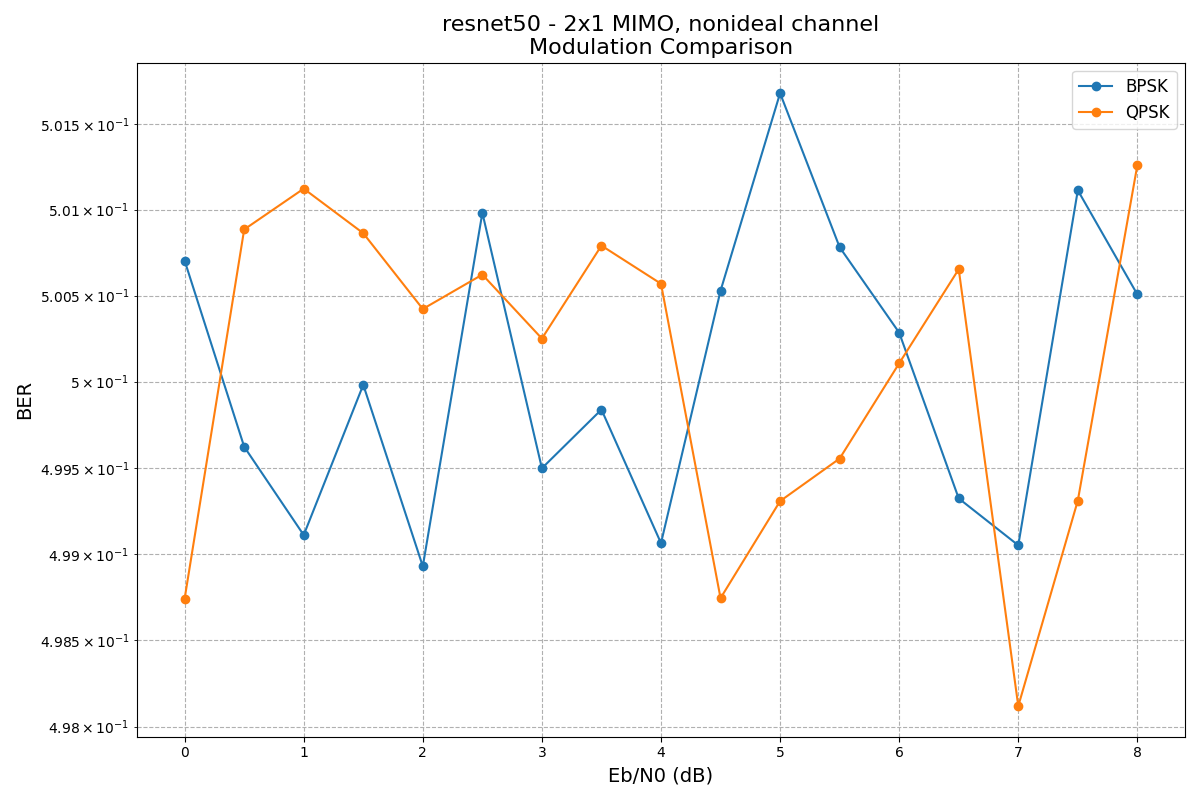 resnet50 - 2x1 MIMO, nonideal channel
Modulation Comparison
BPSK
QPSK
5.015 × 10⁻¹
5.01 × 10⁻¹
5.005 × 10⁻¹
5 × 10⁻¹
4.995 × 10⁻¹
4.99 × 10⁻¹
4.985 × 10⁻¹
4.98 × 10⁻¹
BER
0 1 2 3 4 5 6 7 8
Eb/N0 (dB)